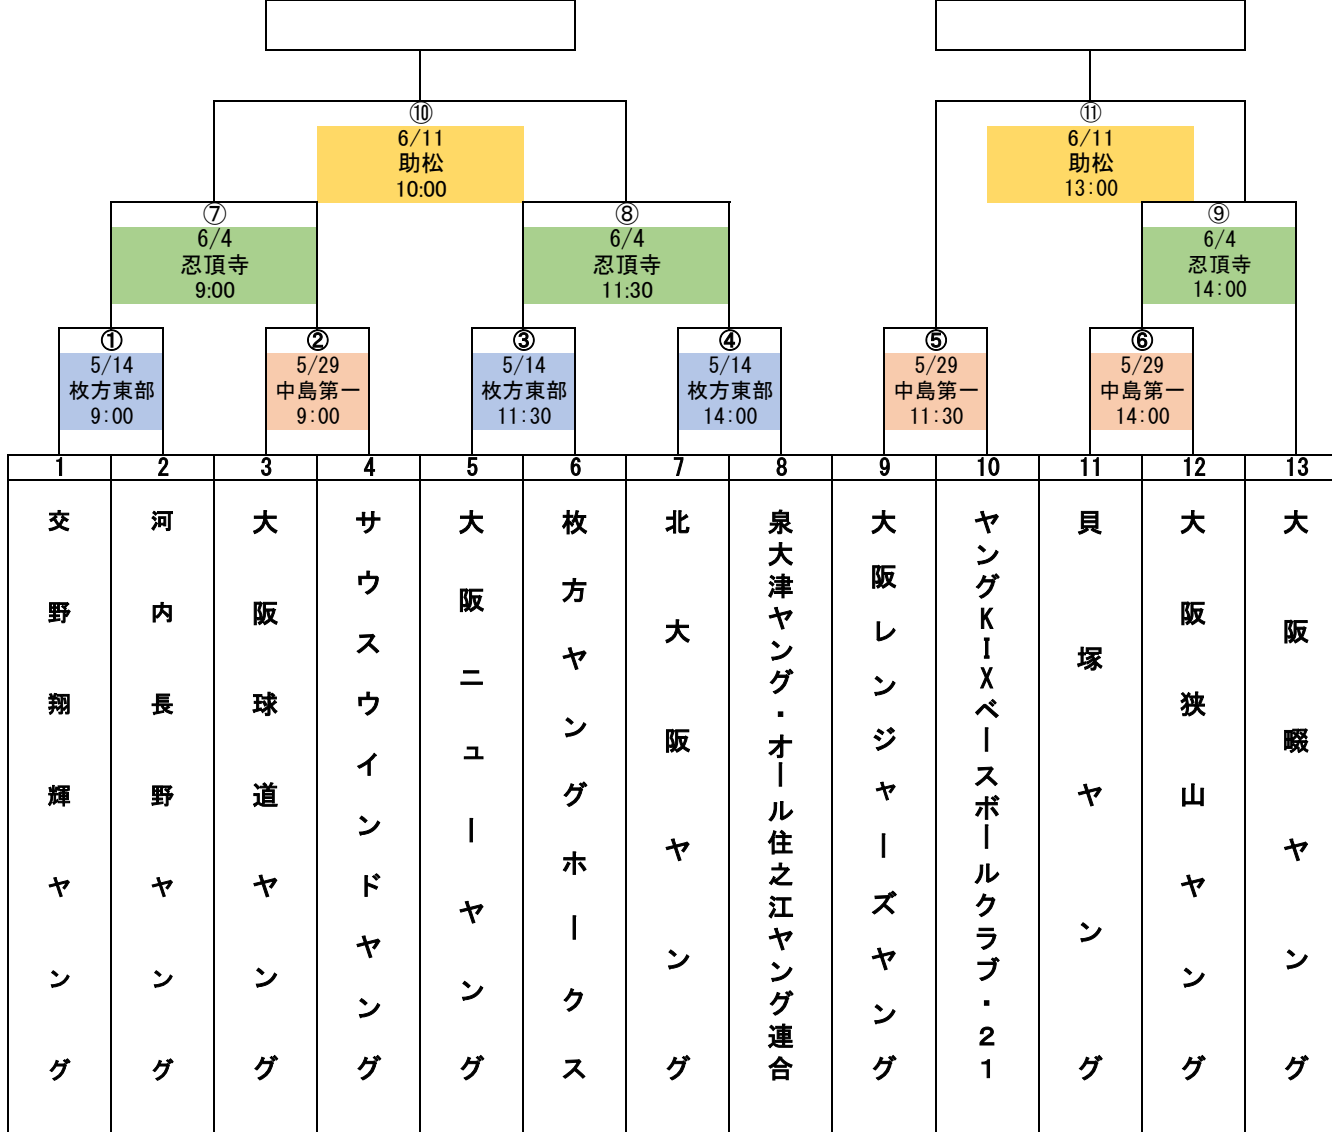 ⑩
6/11
助松
10:00
⑪
6/11
助松
13:00
⑦
6/4
忍頂寺
9:00
⑧
6/4
忍頂寺
11:30
⑨
6/4
忍頂寺
14:00
①
5/14
枚方東部
9:00
②
5/29
中島第一
9:00
③
5/14
枚方東部
11:30
④
5/14
枚方東部
14:00
⑤
5/29
中島第一
11:30
⑥
5/29
中島第一
14:00
1
交野翔輝ヤング
2
河内長野ヤング
3
大阪球道ヤング
4
サウスウインドヤング
5
大阪ニューヤング
6
枚方ヤングホークス
7
北大阪ヤング
8
泉大津ヤング・オール住之江ヤング連合
9
大阪レンジャーズヤング
10
ヤングKIXベースボールクラブ・21
11
貝塚ヤング
12
大阪狭山ヤング
13
大阪畷ヤング